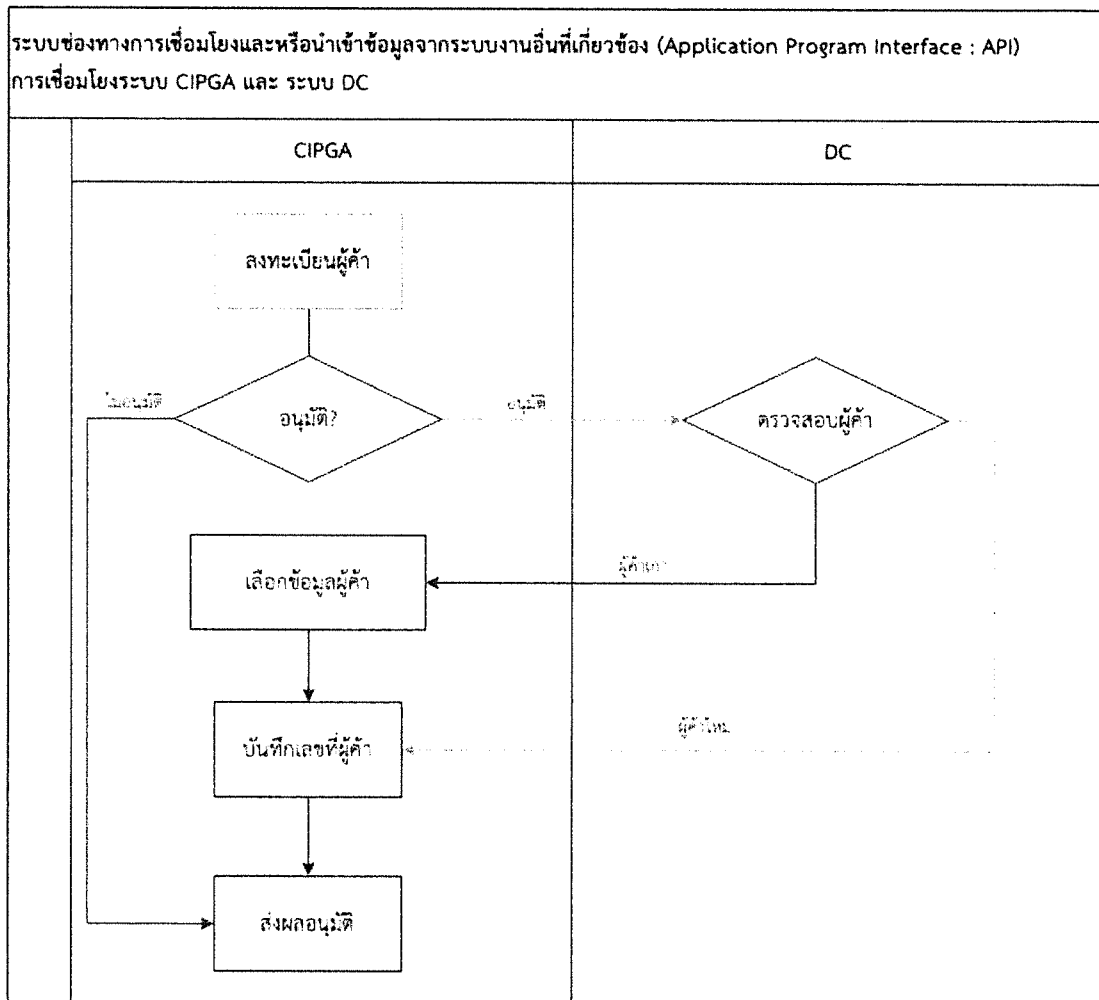 ระบบช่องทางการเชื่อมโยงและหรือนำเข้าข้อมูลจากระบบงานอื่นที่เกี่ยวข้อง (Application Program Interface : API)
การเชื่อมโยงระบบ CIPGA และ ระบบ DC
CIPGA
DC
ลงทะเบียนผู้ค้า
ไม่อนุมัติ
อนุมัติ?
อนุมัติ
ตรวจสอบผู้ค้า
เลือกข้อมูลผู้ค้า
ผู้ค้าเก่า
บันทึกเลขที่ผู้ค้า
ผู้ค้าใหม่
ส่งผลอนุมัติ